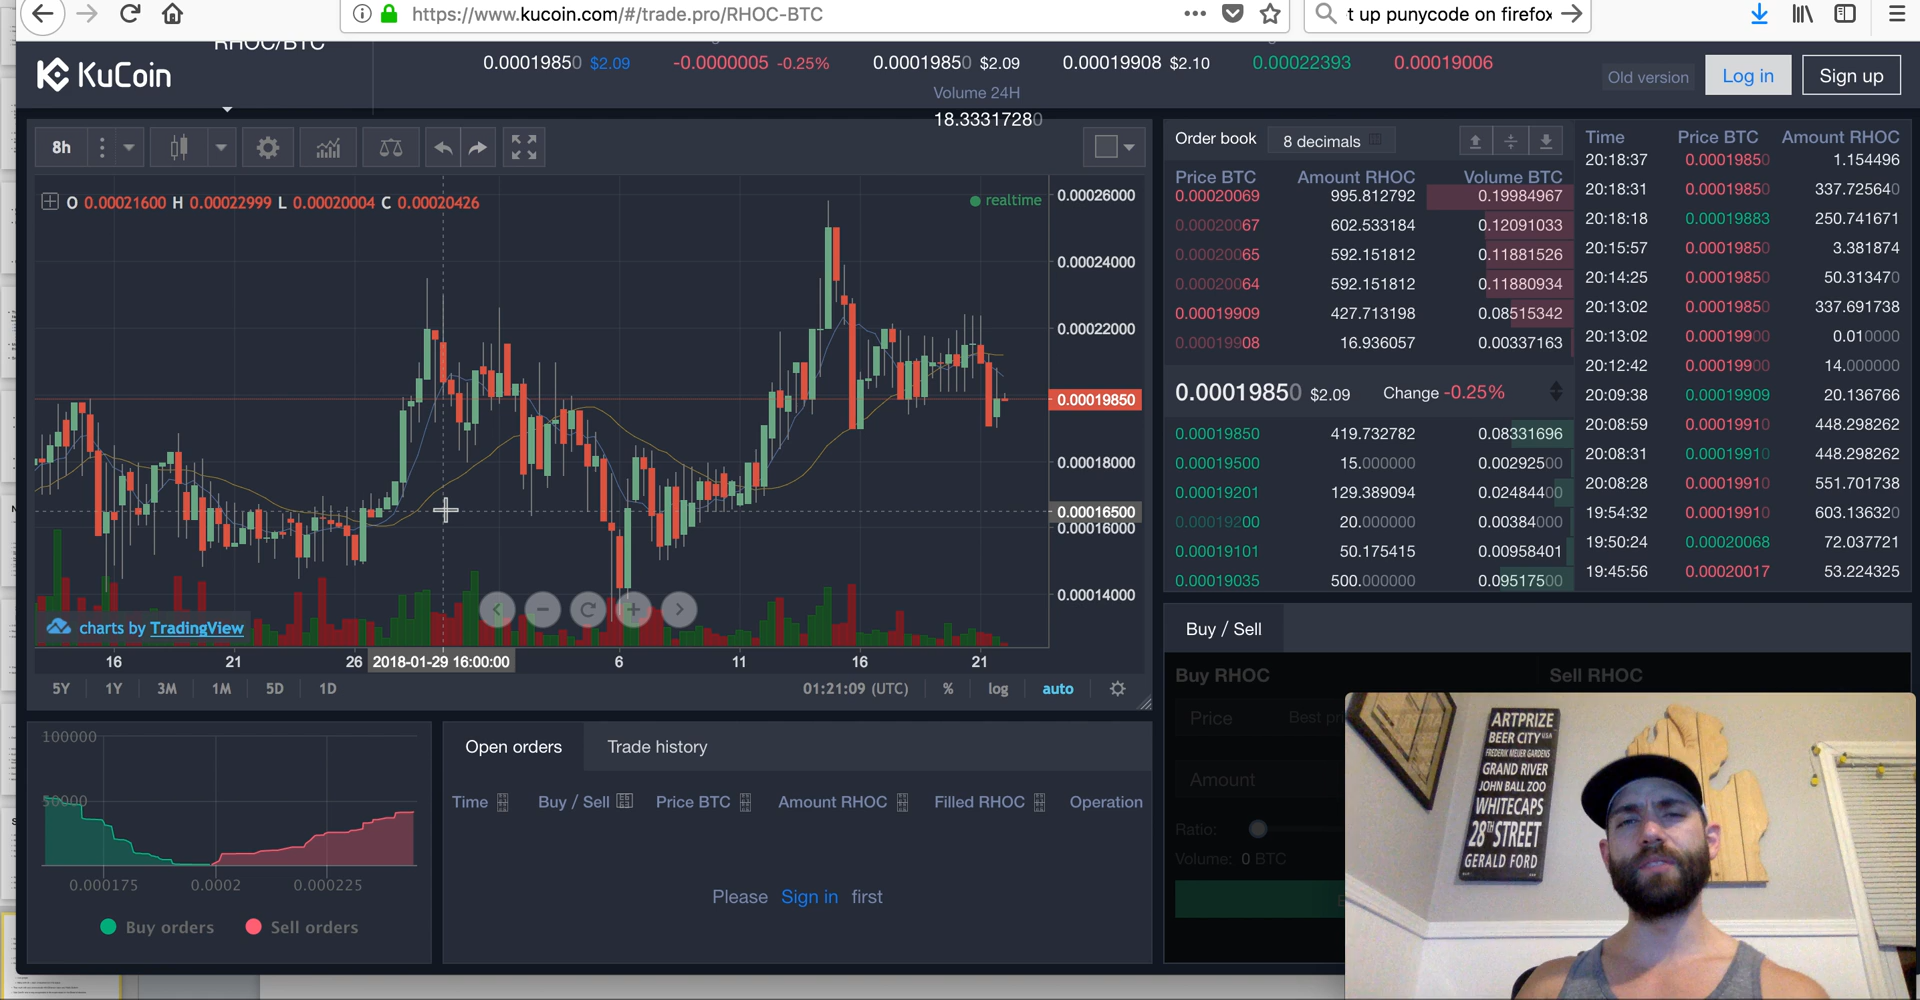 https://www.kucoin.com/#/trade.pro/RHOC-BTC
t up punycode on firefox
RHOC/BTC
KuCoin
0.00019850 $2.09
-0.0000005 -0.25%
0.00019850 $2.09
0.00019908 $2.10
0.00022393
0.00019006
Volume 24H
18.33317280
Old version
Log in
Sign up
8h
O 0.00021600 H 0.00022999 L 0.00020004 C 0.00020426
realtime
0.00026000
0.00024000
0.00022000
0.00019850
0.00018000
0.00016500
0.00016000
0.00014000
charts by TradingView
16 21 26 2018-01-29 16:00:00 6 11 16 21
5Y 1Y 3M 1M 5D 1D
01:21:09 (UTC) % log auto
Order book 8 decimals
Price BTC Amount RHOC Volume BTC
0.00020069 995.812792 0.19984967
0.00020067 602.533184 0.12091033
0.00020065 592.151812 0.11881526
0.00020064 592.151812 0.11880934
0.00019909 427.713198 0.08515342
0.00019908 16.936057 0.00337163
0.00019850 $2.09 Change -0.25%
0.00019850 419.732782 0.08331696
0.00019500 15.000000 0.00292500
0.00019201 129.389094 0.02484400
0.00019200 20.000000 0.00384000
0.00019101 50.175415 0.00958401
0.00019035 500.000000 0.09517500
Time Price BTC Amount RHOC
20:18:37 0.00019850 1.154496
20:18:31 0.00019850 337.725640
20:18:18 0.00019883 250.741671
20:15:57 0.00019850 3.381874
20:14:25 0.00019850 50.313470
20:13:02 0.00019850 337.691738
20:13:02 0.00019900 0.010000
20:12:42 0.00019900 14.000000
20:09:38 0.00019909 20.136766
20:08:59 0.00019910 448.298262
20:08:31 0.00019910 448.298262
20:08:28 0.00019910 551.701738
19:54:32 0.00019910 603.136320
19:50:24 0.00020068 72.037721
19:45:56 0.00020017 53.224325
Buy / Sell
Buy RHOC
Sell RHOC
Price
Best pr
Amount
Ratio:
Volume: 0 BTC
100000
50000
0.000175 0.0002 0.000225
Buy orders Sell orders
Open orders Trade history
Time Buy / Sell Price BTC Amount RHOC Filled RHOC Operation
Please Sign in first
ARTPRIZE
BEER CITY USA
FREDERIK MEIJER GARDENS
GRAND RIVER
JOHN BALL ZOO
WHITECAPS
28TH STREET
GERALD FORD